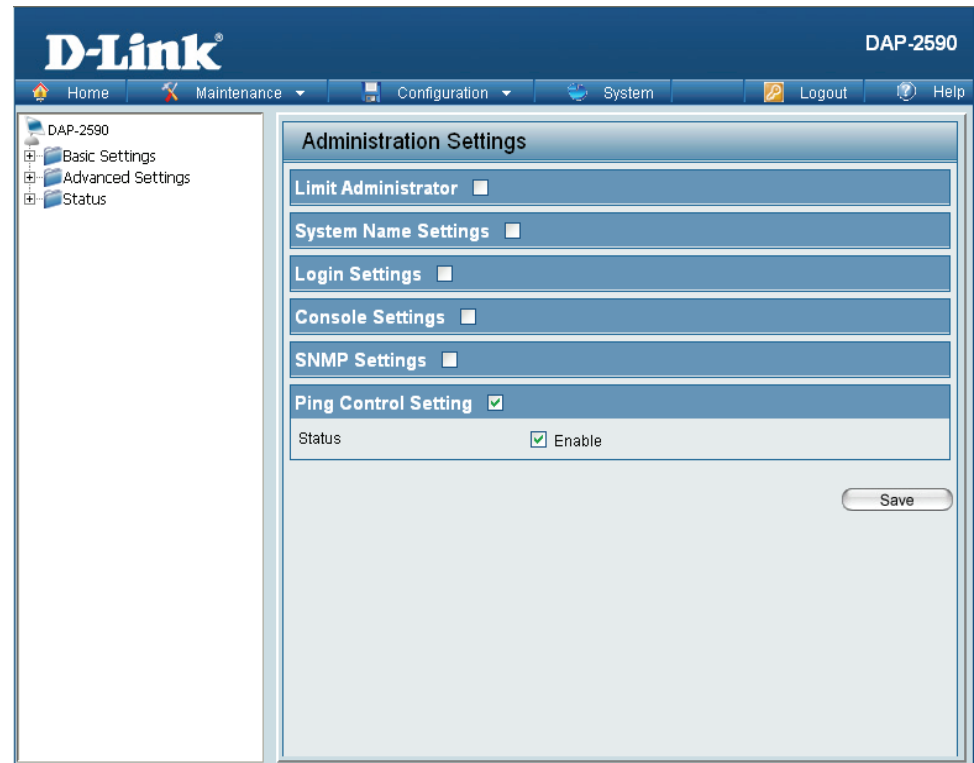 D-Link®
DAP-2590
Home Maintenance Configuration System Logout Help
DAP-2590
Basic Settings
Advanced Settings
Status
Administration Settings
Limit Administrator
System Name Settings
Login Settings
Console Settings
SNMP Settings
Ping Control Setting
Status Enable
Save